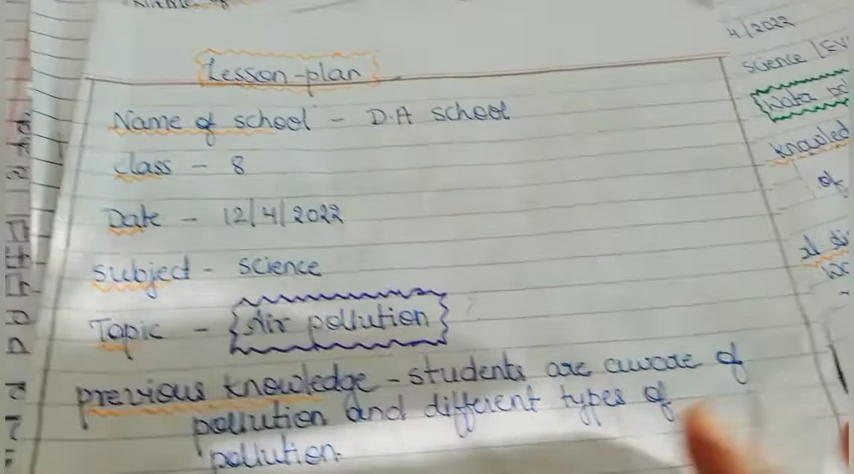 Lesson-plan
Name of school - D.A school
class - 8
Date - 12/4/2022
Subject - science
Topic - {Air pollution}
previous knowledge - students are aware of
pollution and different types of
pollution.
4/2022
Science